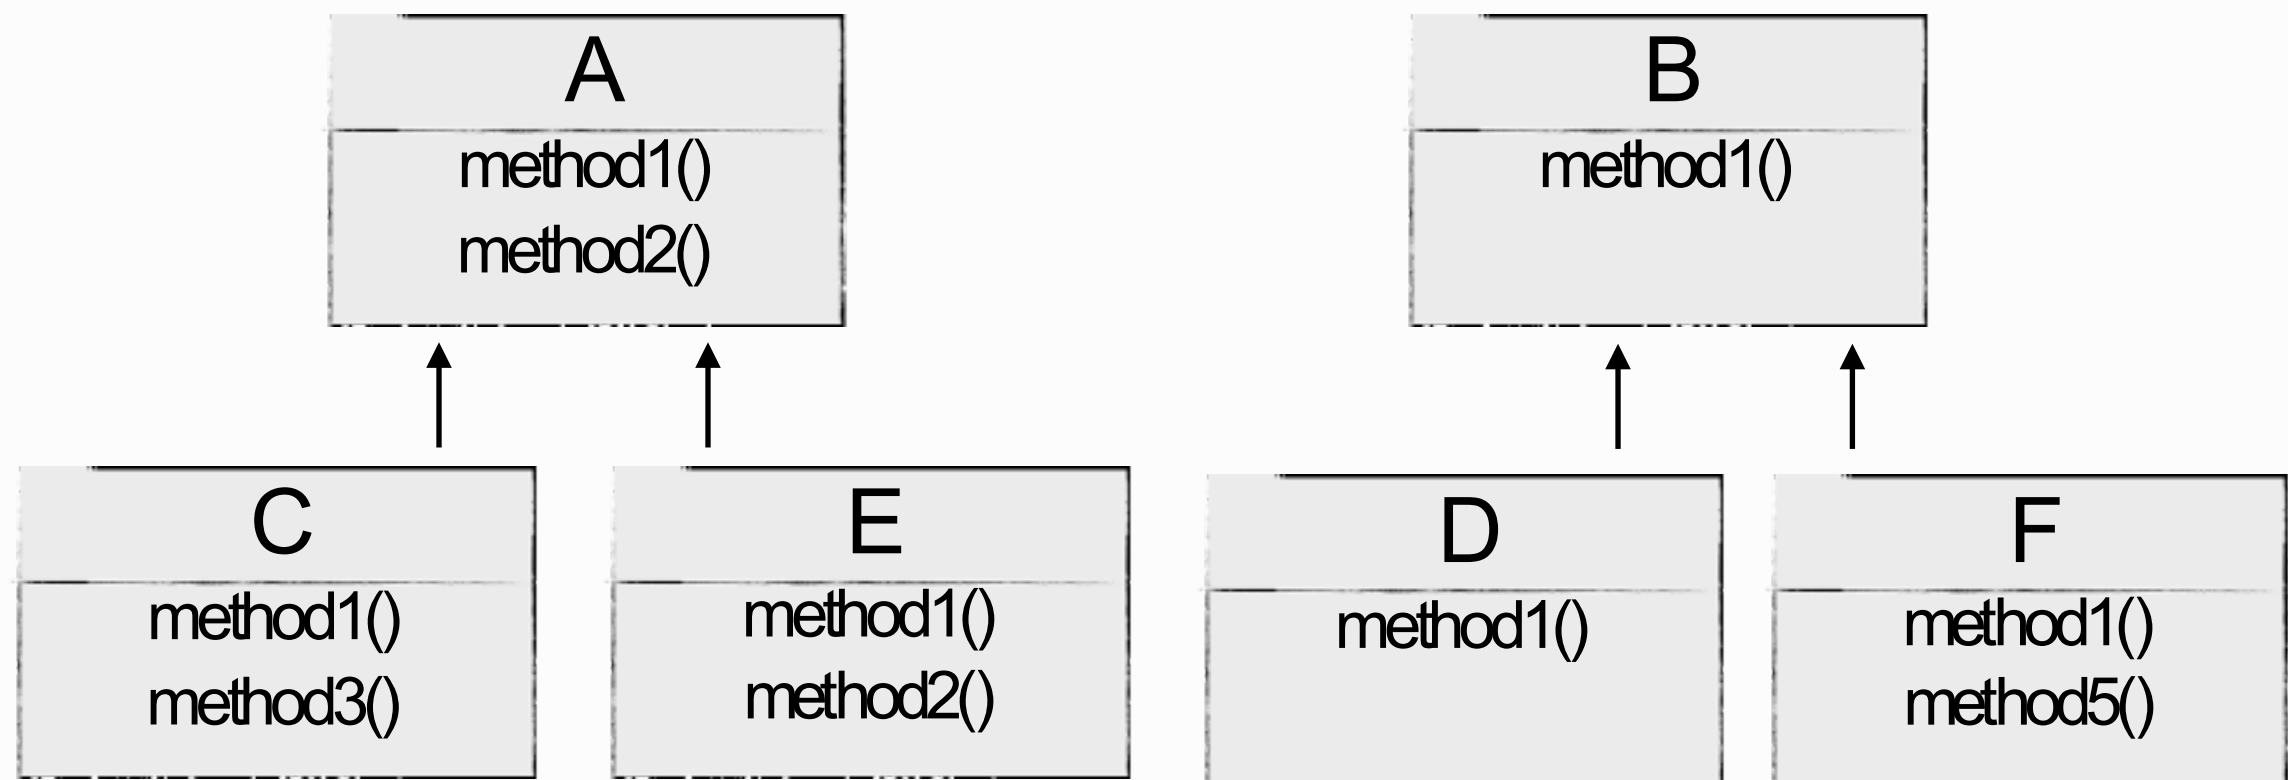 A
method1()
method2()
B
method1()
C
method1()
method3()
E
method1()
method2()
D
method1()
F
method1()
method5()